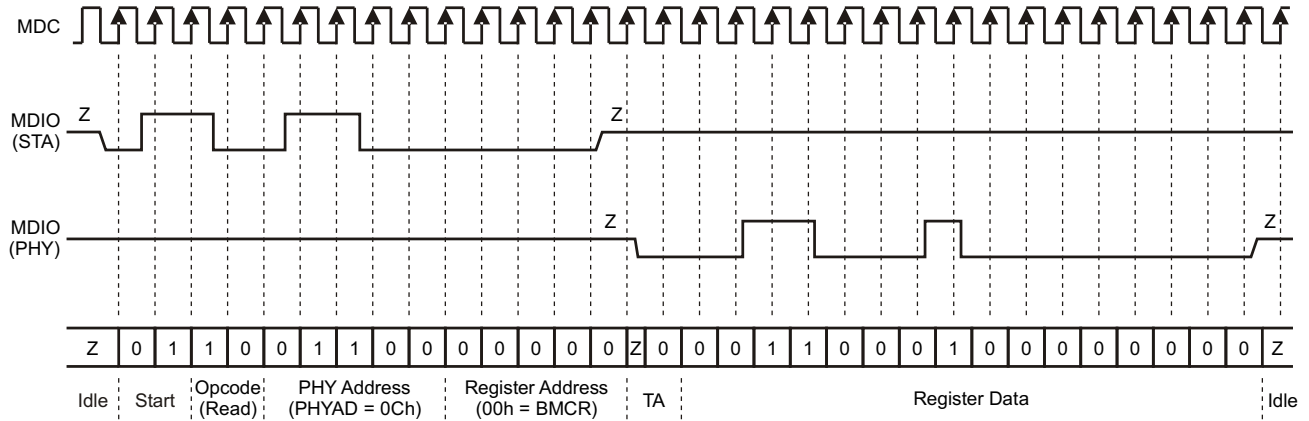 MDC
MDIO
(STA)
Z
Z
MDIO
(PHY)
Z
Z
Z 0 1 1 0 0 1 1 0 0 0 0 0 0 0 Z 0 0 0 1 1 0 0 0 1 0 0 0 0 0 0 0 0 Z
Idle
Start
Opcode
(Read)
PHY Address
(PHYAD = 0Ch)
Register Address
(00h = BMCR)
TA
Register Data
Idle